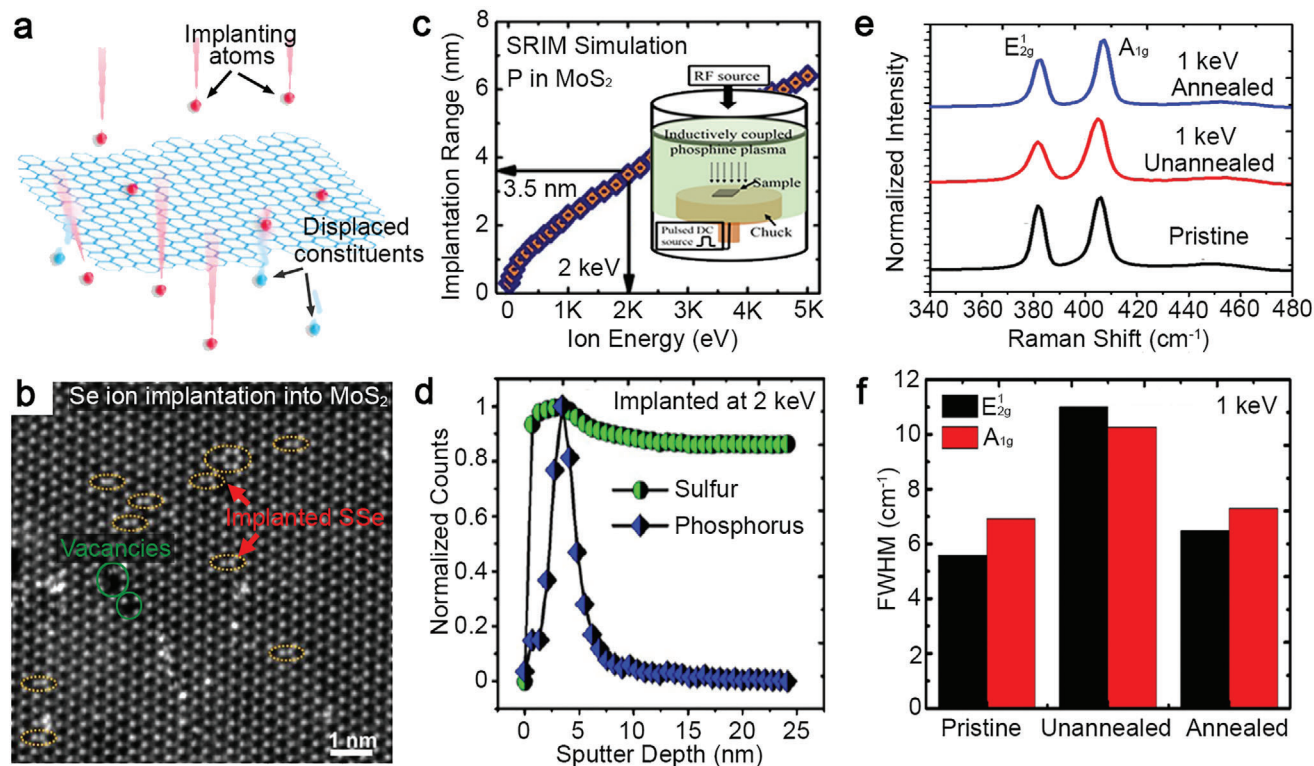 a
Implanting
atoms
Displaced
constituents
b
Se ion implantation into MoS₂
Implanted SSe
Vacancies
1 nm
c
SRIM Simulation
P in MoS₂
RF source
Inductively coupled
phosphine plasma
Sample
Chuck
Pulsed DC
source
3.5 nm
2 keV
8
6
4
2
0
Implantation Range (nm)
0 1K 2K 3K 4K 5K
Ion Energy (eV)
d
Implanted at 2 keV
Sulfur
Phosphorus
1
0.8
0.6
0.4
0.2
0
Normalized Counts
0 5 10 15 20 25
Sputter Depth (nm)
e
E¹₂g
A₁g
1 keV
Annealed
1 keV
Unannealed
Pristine
Normalized Intensity
340 360 380 400 420 440 460 480
Raman Shift (cm⁻¹)
f
E¹₂g
A₁g
1 keV
12
10
8
6
4
2
0
FWHM (cm⁻¹)
Pristine Unannealed Annealed